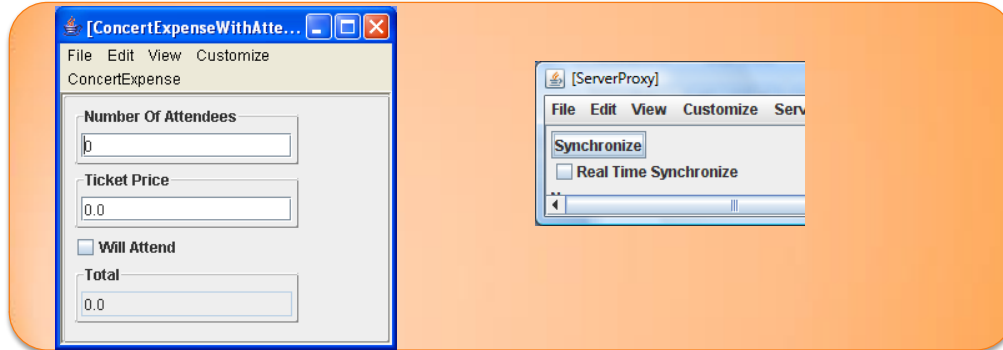 [ConcertExpenseWithAtte...
File Edit View Customize
ConcertExpense
Number Of Attendees
0
Ticket Price
0.0
Will Attend
Total
0.0
[ServerProxy]
File Edit View Customize Serv
Synchronize
Real Time Synchronize